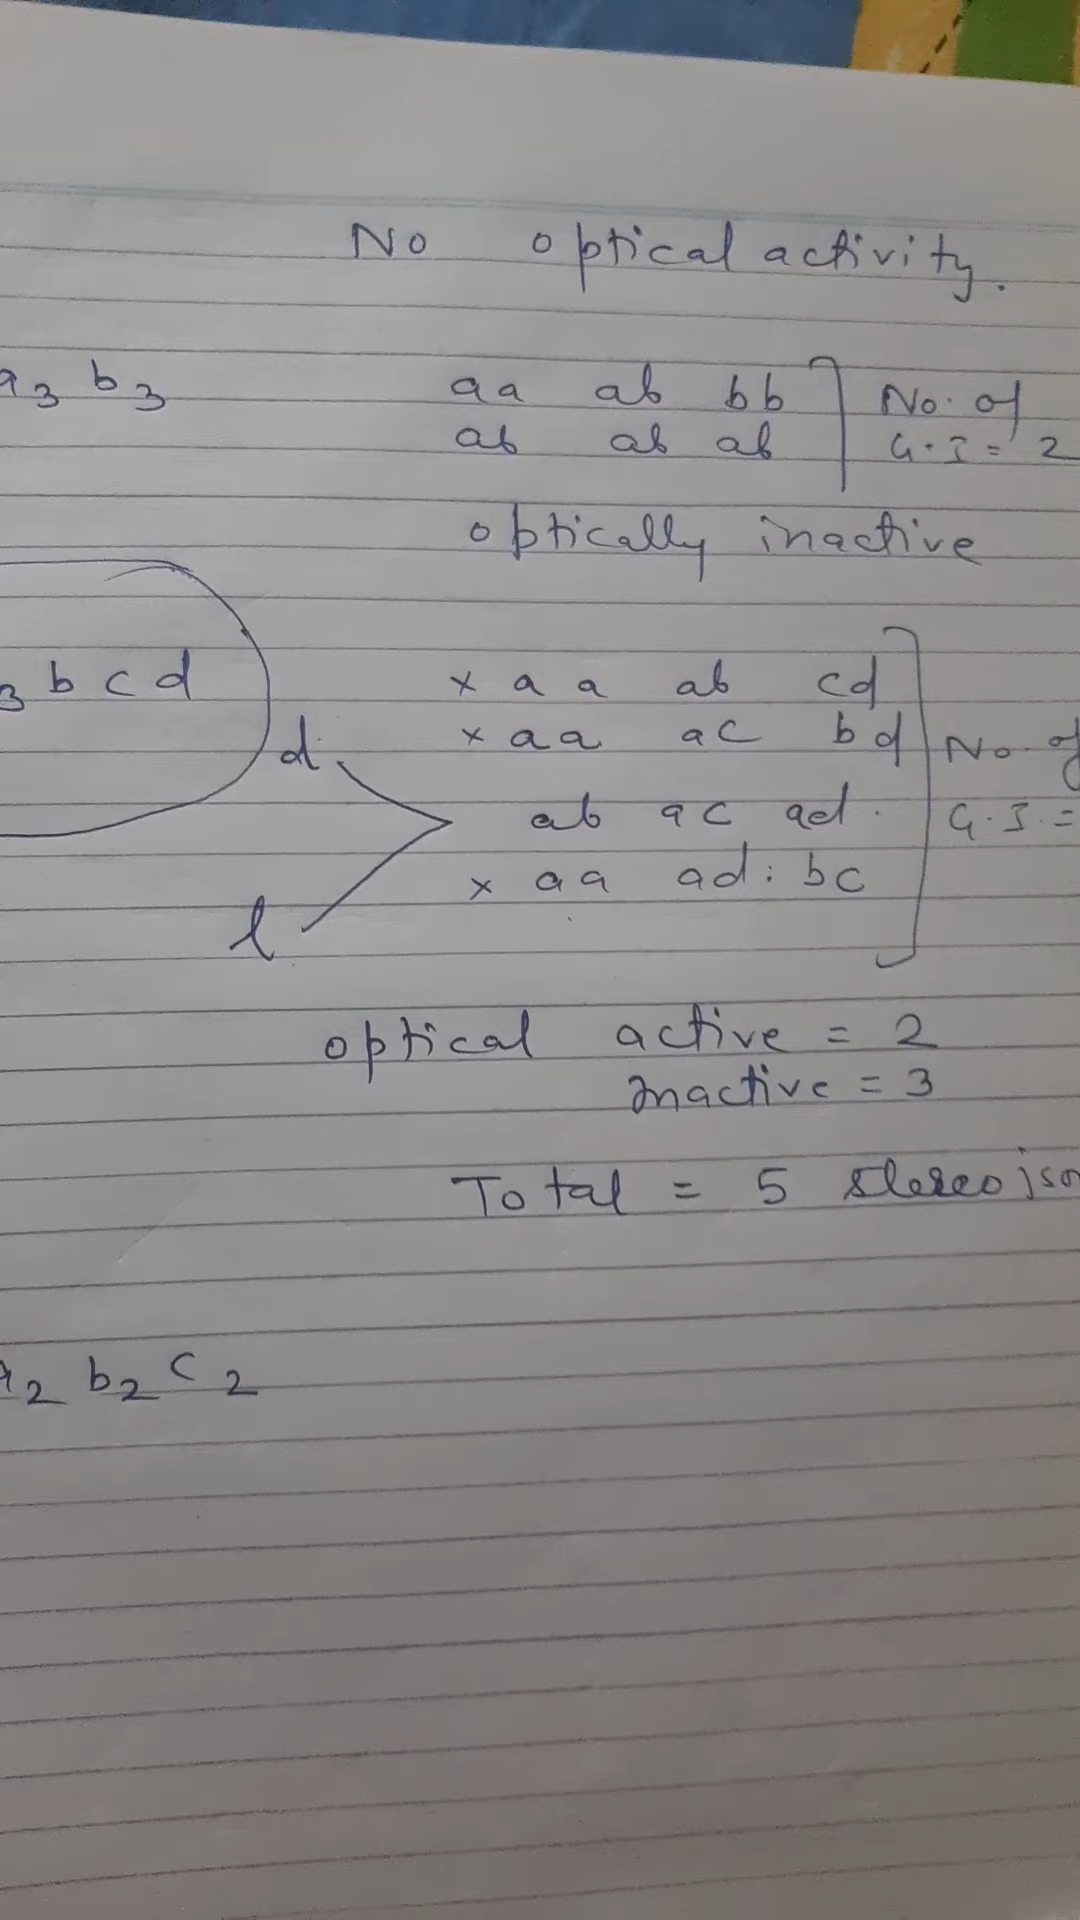 No optical activity.
a3 b3 aa ab bb No. of
ab ab ab G.I = 2
optically inactive
3 b c d x aa ab cd
d x aa ac bd No of
ab ac ad. G.I. =
x aa ad: bc
l
optical active = 2
Inactive = 3
Total = 5 stereoiso
a2 b2 c2